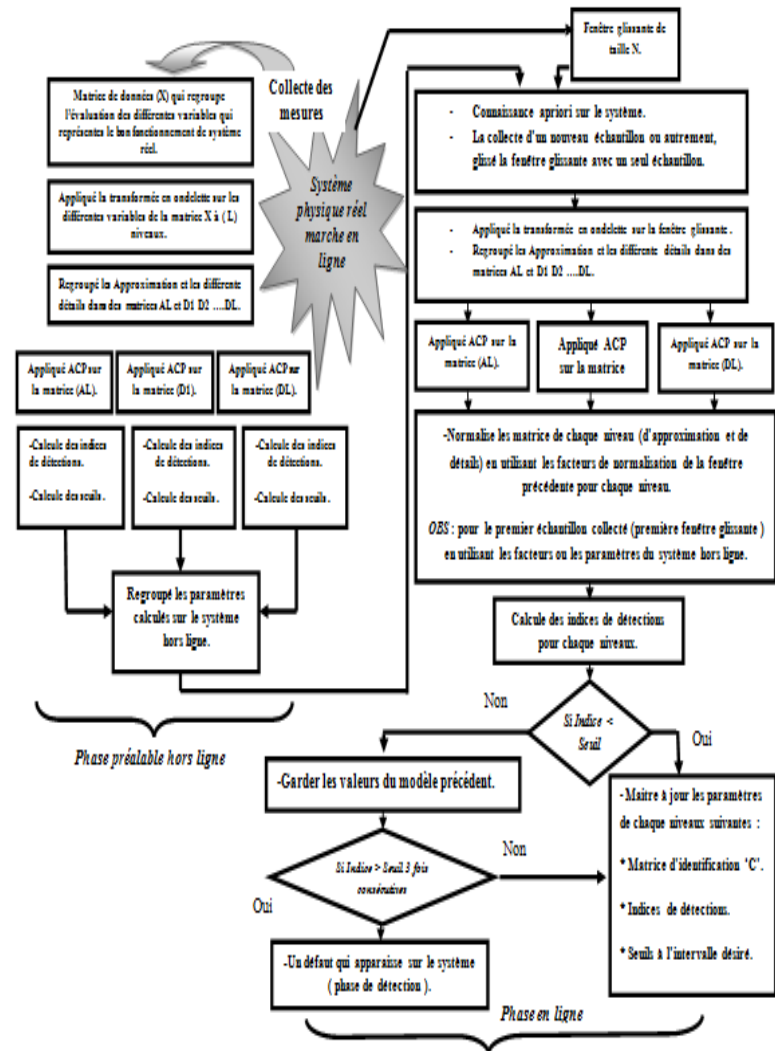 Collecte des
mesures
Matrice de données (X) qui regroupe
l'évaluation des différentes variables qui
représentes le bon fonctionnement de système
réel.
Appliqué la transformée en ondelette sur les
différentes variables de la matrice X à ( L)
niveaux.
Regroupé les Approximation et les différente
détails dans des matrices AL et D1 D2 ....DL.
Système
physique réel
marche en
ligne
Appliqué ACP sur
la matrice (AL).
Appliqué ACP sur
la matrice (D1).
Appliqué ACP sur
la matrice (DL).
-Calcule des indices
de détections.
-Calcule des seuils.
-Calcule des indices
de détections.
-Calcule des seuils.
-Calcule des indices
de détections.
-Calcule des seuils.
Regroupé les paramètres
calculés sur le système
hors ligne.
Phase préalable hors ligne
Fenêtre glissante de
taille N.
- Connaissance apriori sur le système.
- La collecte d'un nouveau échantillon ou autrement,
glissé la fenêtre glissante avec un seul échantillon.
- Appliqué la transformée en ondelette sur la fenêtre glissante .
- Regroupé les Approximation et les différente détails dans des
matrices AL et D1 D2 ....DL.
Appliqué ACP sur la
matrice (AL).
Appliqué ACP
sur la matrice
Appliqué ACP sur la
matrice (DL).
-Normalise les matrice de chaque niveau (d'approximation et de
détails) en utilisant les facteurs de normalisation de la fenêtre
précédente pour chaque niveau.
OBS : pour le premier échantillon collecté (première fenêtre glissante )
en utilisant les facteurs ou les paramètres du système hors ligne.
Calcule des indices de détections
pour chaque niveaux.
Non
Si Indice <
Seuil
Oui
-Garder les valeurs du modèle précédent.
Si Indice > Seuil 3 fois
consécutives
Non
Oui
-Un défaut qui apparaisse sur le système
( phase de détection ).
-Maitre à jour les paramètres
de chaque niveaux suivantes :
* Matrice d'identification 'C'.
* Indices de détections.
* Seuils à l'intervalle désiré.
Phase en ligne